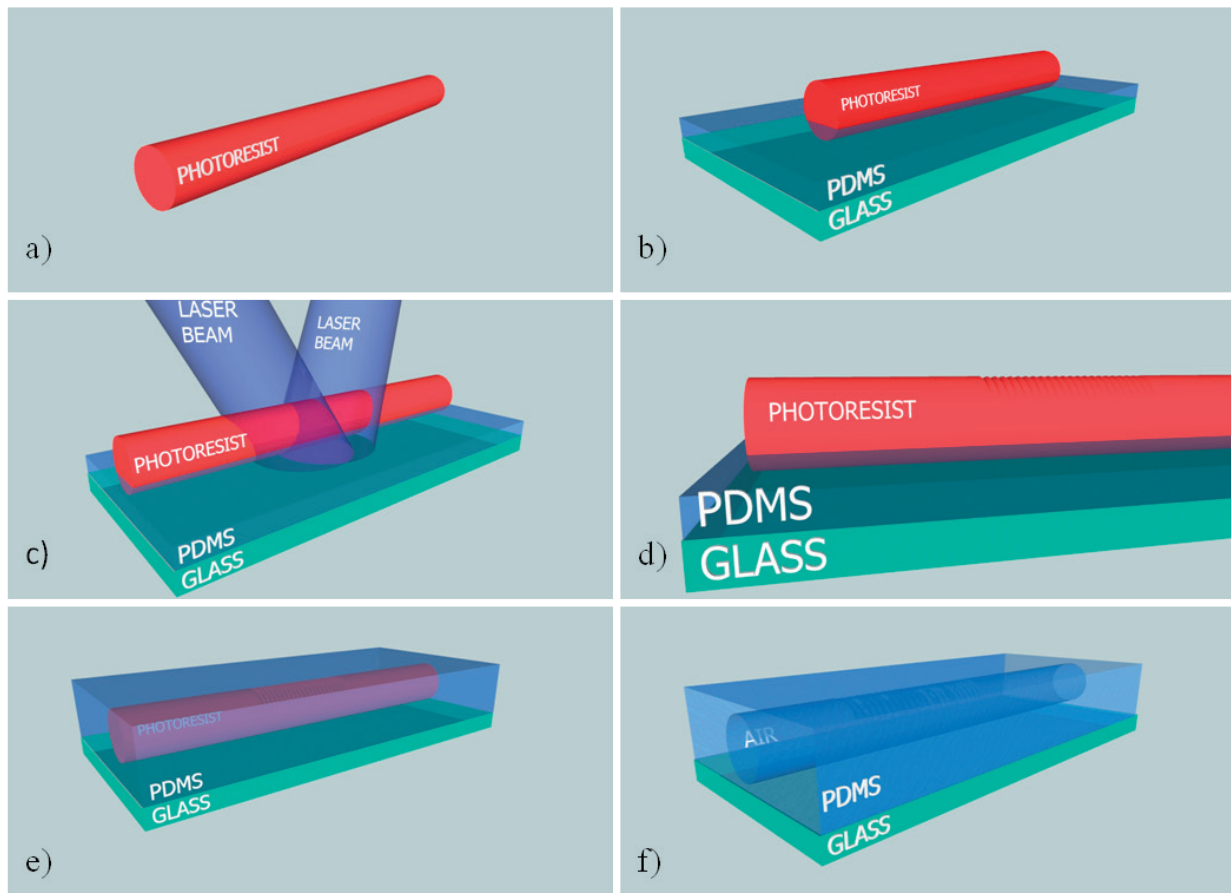 PHOTORESIST
a)
PHOTORESIST
PDMS
GLASS
b)
LASER
BEAM
LASER
BEAM
PHOTORESIST
PDMS
GLASS
c)
PHOTORESIST
PDMS
GLASS
d)
PHOTORESIST
PDMS
GLASS
e)
AIR
PDMS
GLASS
f)